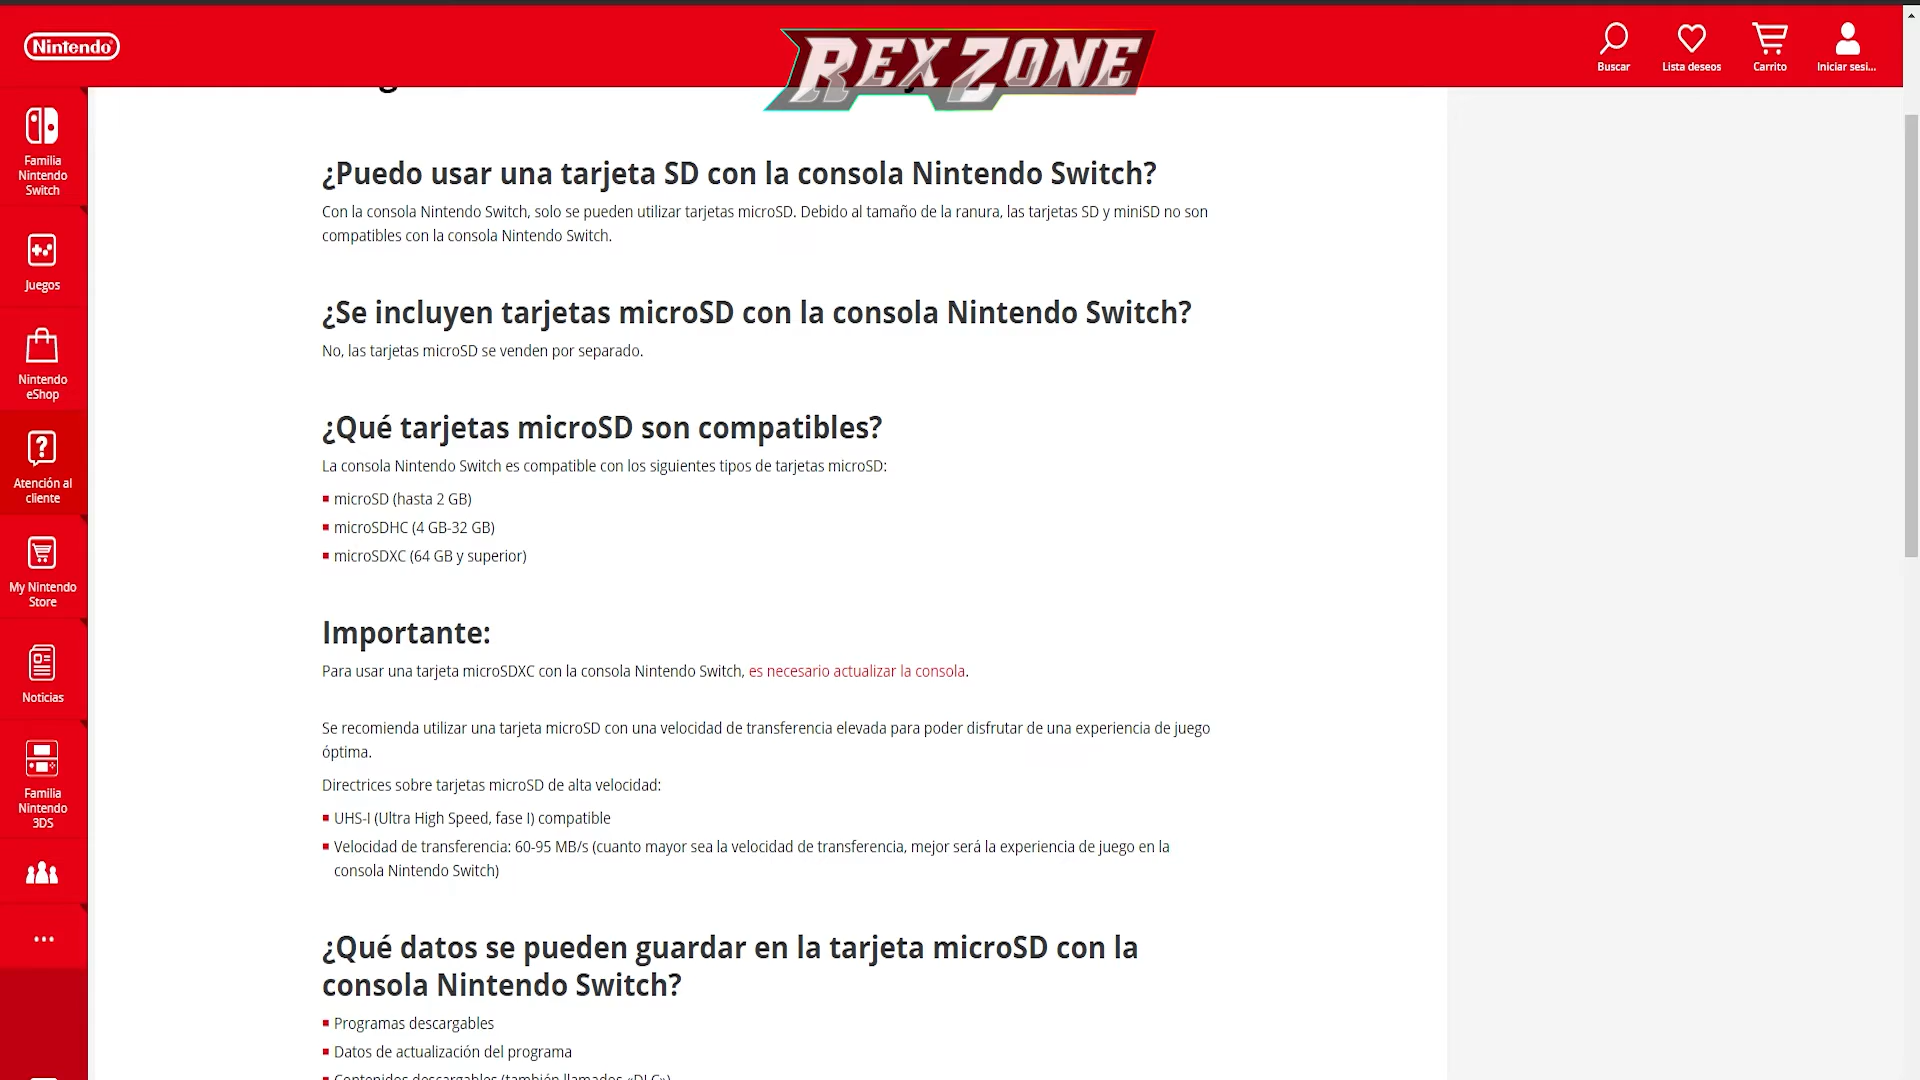 Nintendo
REX ZONE
Buscar
Lista deseos
Carrito
Iniciar sesi...
Familia
Nintendo
Switch
Juegos
Nintendo
eShop
Atención al
cliente
My Nintendo
Store
Noticias
Familia
Nintendo
3DS
¿Puedo usar una tarjeta SD con la consola Nintendo Switch?
Con la consola Nintendo Switch, solo se pueden utilizar tarjetas microSD. Debido al tamaño de la ranura, las tarjetas SD y miniSD no son
compatibles con la consola Nintendo Switch.
¿Se incluyen tarjetas microSD con la consola Nintendo Switch?
No, las tarjetas microSD se venden por separado.
¿Qué tarjetas microSD son compatibles?
La consola Nintendo Switch es compatible con los siguientes tipos de tarjetas microSD:
microSD (hasta 2 GB)
microSDHC (4 GB-32 GB)
microSDXC (64 GB y superior)
Importante:
Para usar una tarjeta microSDXC con la consola Nintendo Switch, es necesario actualizar la consola.
Se recomienda utilizar una tarjeta microSD con una velocidad de transferencia elevada para poder disfrutar de una experiencia de juego
óptima.
Directrices sobre tarjetas microSD de alta velocidad:
UHS-I (Ultra High Speed, fase I) compatible
Velocidad de transferencia: 60-95 MB/s (cuanto mayor sea la velocidad de transferencia, mejor será la experiencia de juego en la
consola Nintendo Switch)
¿Qué datos se pueden guardar en la tarjeta microSD con la
consola Nintendo Switch?
Programas descargables
Datos de actualización del programa
Contenidos descargables (también llamados «DLC»)